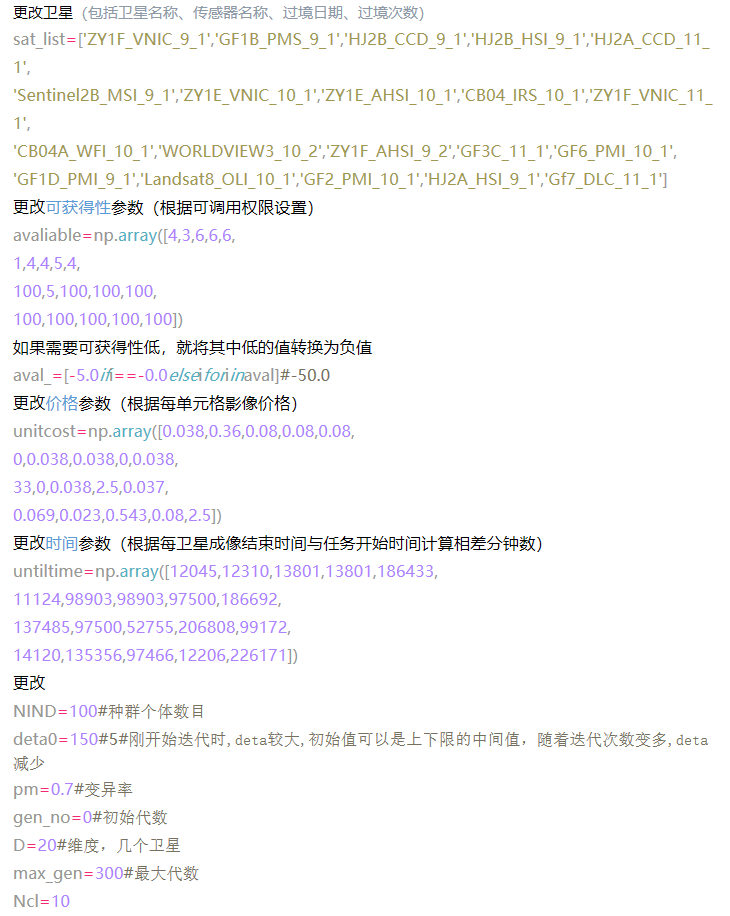 更改卫星（包括卫星名称、传感器名称、过境日期、过境次数）
sat_list=['ZY1F_VNIC_9_1','GF1B_PMS_9_1','HJ2B_CCD_9_1','HJ2B_HSI_9_1','HJ2A_CCD_11_
1',
'Sentinel2B_MSI_9_1','ZY1E_VNIC_10_1','ZY1E_AHSI_10_1','CB04_IRS_10_1','ZY1F_VNIC_11_
1',
'CB04A_WFI_10_1','WORLDVIEW3_10_2','ZY1F_AHSI_9_2','GF3C_11_1','GF6_PMI_10_1',
'GF1D_PMI_9_1','Landsat8_OLI_10_1','GF2_PMI_10_1','HJ2A_HSI_9_1','Gf7_DLC_11_1']
更改可获得性参数（根据可调用权限设置）
avaliable=np.array([4,3,6,6,6,
1,4,4,5,4,
100,5,100,100,100,
100,100,100,100,100])
如果需要可获得性低，就将其中低的值转换为负值
aval_=[-5.0ifi==-0.0elseiforiinaval]#-50.0
更改价格参数（根据每单元格影像价格）
unitcost=np.array([0.038,0.36,0.08,0.08,0.08,
0,0.038,0.038,0,0.038,
33,0,0.038,2.5,0.037,
0.069,0.023,0.543,0.08,2.5])
更改时间参数（根据每卫星成像结束时间与任务开始时间计算相差分钟数）
untiltime=np.array([12045,12310,13801,13801,186433,
11124,98903,98903,97500,186692,
137485,97500,52755,206808,99172,
14120,135356,97466,12206,226171])
更改
NIND=100#种群个体数目
deta0=150#5#刚开始迭代时,deta较大,初始值可以是上下限的中间值，随着迭代次数变多,deta
减少
pm=0.7#变异率
gen_no=0#初始代数
D=20#维度，几个卫星
max_gen=300#最大代数
Ncl=10